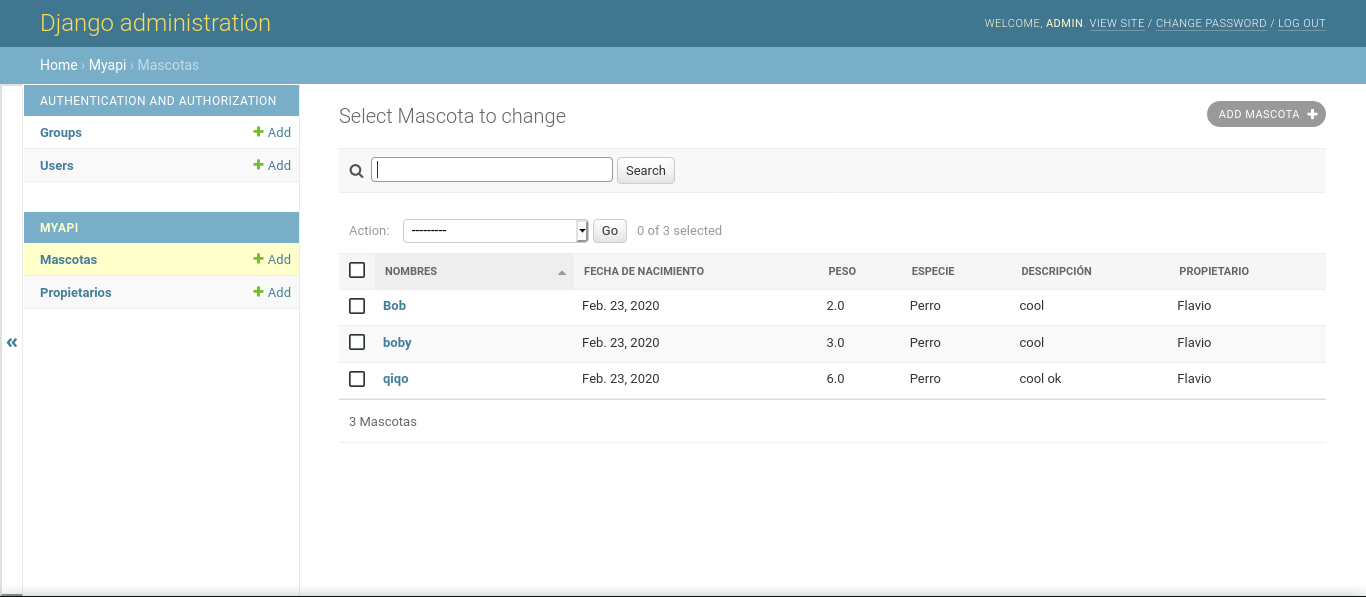 Django administration
WELCOME, ADMIN. VIEW SITE / CHANGE PASSWORD / LOG OUT
Home › Myapi › Mascotas
AUTHENTICATION AND AUTHORIZATION
Groups + Add
Users + Add
MYAPI
Mascotas + Add
Propietarios + Add
«
Select Mascota to change
ADD MASCOTA +
Search
Action: --------- Go 0 of 3 selected
NOMBRES FECHA DE NACIMIENTO PESO ESPECIE DESCRIPCIÓN PROPIETARIO
Bob Feb. 23, 2020 2.0 Perro cool Flavio
boby Feb. 23, 2020 3.0 Perro cool Flavio
qiqo Feb. 23, 2020 6.0 Perro cool ok Flavio
3 Mascotas